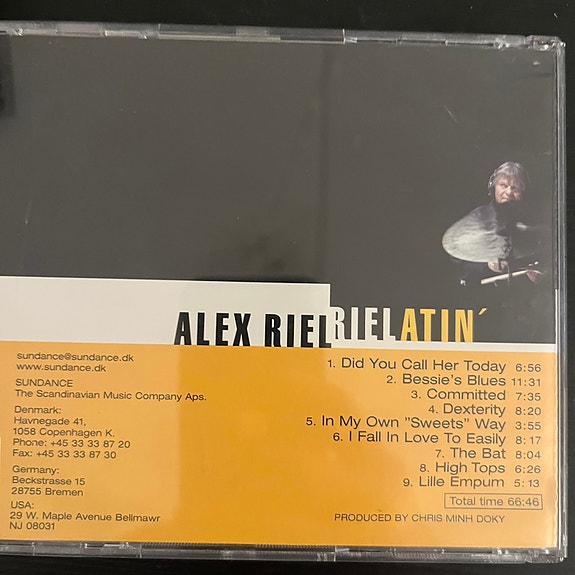 ALEX RIEL RIELATIN´
sundance@sundance.dk
www.sundance.dk
SUNDANCE
The Scandinavian Music Company Aps.
Denmark:
Havnegade 41,
1058 Copenhagen K.
Phone: +45 33 33 87 20
Fax: +45 33 33 87 30
Germany:
Beckstrasse 15
28755 Bremen
USA:
29 W. Maple Avenue Bellmawr
NJ 08031
1. Did You Call Her Today 6:56
2. Bessie's Blues 11:31
3. Committed 7:35
4. Dexterity 8:20
5. In My Own "Sweets" Way 3:55
6. I Fall In Love To Easily 8:17
7. The Bat 8:04
8. High Tops 6:26
9. Lille Empum 5:13
Total time 66:46
PRODUCED BY CHRIS MINH DOKY